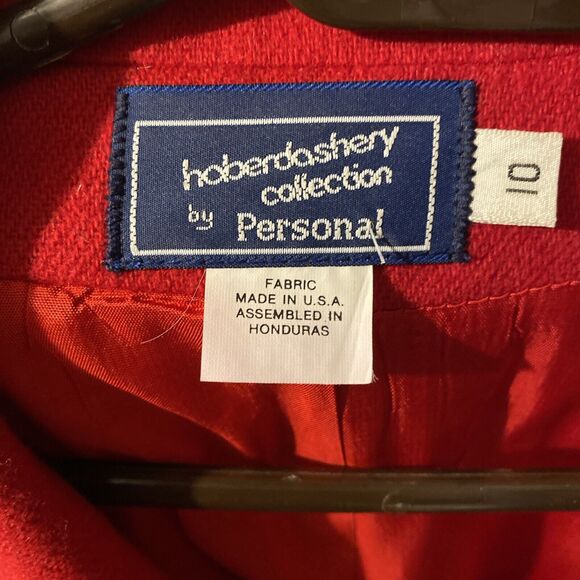 haberdashery
collection
by Personal
10
FABRIC
MADE IN U.S.A.
ASSEMBLED IN
HONDURAS